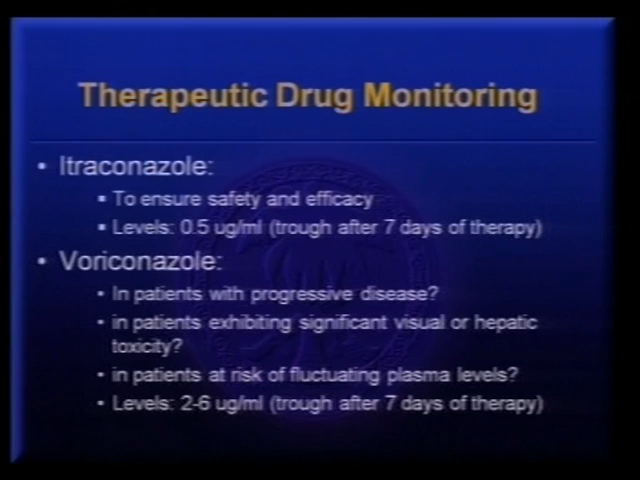 Therapeutic Drug Monitoring
• Itraconazole:
▪ To ensure safety and efficacy
▪ Levels: 0.5 ug/ml (trough after 7 days of therapy)
• Voriconazole:
• In patients with progressive disease?
• in patients exhibiting significant visual or hepatic
toxicity?
• in patients at risk of fluctuating plasma levels?
• Levels: 2-6 ug/ml (trough after 7 days of therapy)